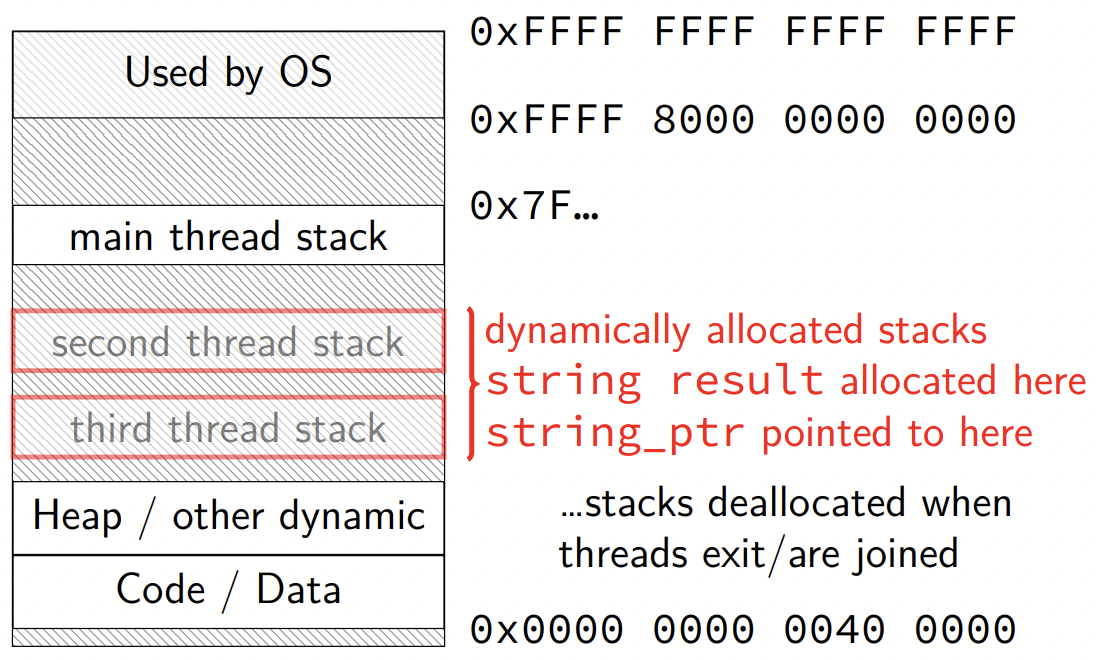 0xFFFF FFFF FFFF FFFF
Used by OS
0xFFFF 8000 0000 0000
0x7F…
main thread stack
second thread stack
third thread stack
dynamically allocated stacks
string result allocated here
string_ptr pointed to here
Heap / other dynamic
…stacks deallocated when
threads exit/are joined
Code / Data
0x0000 0000 0040 0000